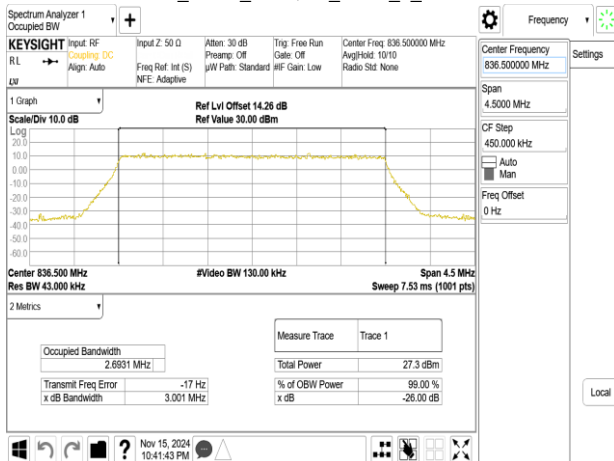 Spectrum Analyzer 1
Occupied BW
Frequency
KEYSIGHT
RL
LXI
Input: RF
Coupling: DC
Align: Auto
Input Z: 50 Ω
Freq Ref: Int (S)
NFE: Adaptive
Atten: 30 dB
Preamp: Off
µW Path: Standard
Trig: Free Run
Gate: Off
#IF Gain: Low
Center Freq: 836.500000 MHz
Avg|Hold: 10/10
Radio Std: None
Center Frequency
836.500000 MHz
Settings
Span
4.5000 MHz
CF Step
450.000 kHz
Auto
Man
Freq Offset
0 Hz
Local
1 Graph
Scale/Div 10.0 dB
Ref Lvl Offset 14.26 dB
Ref Value 30.00 dBm
Log
20.0
10.0
0.00
-10.0
-20.0
-30.0
-40.0
-50.0
-60.0
Center 836.500 MHz
#Video BW 130.00 kHz
Span 4.5 MHz
Res BW 43.000 kHz
Sweep 7.53 ms (1001 pts)
2 Metrics
Measure Trace Trace 1
Occupied Bandwidth
2.6931 MHz
Total Power 27.3 dBm
Transmit Freq Error -17 Hz
% of OBW Power 99.00 %
x dB Bandwidth 3.001 MHz
x dB -26.00 dB
Nov 15, 2024
10:41:43 PM